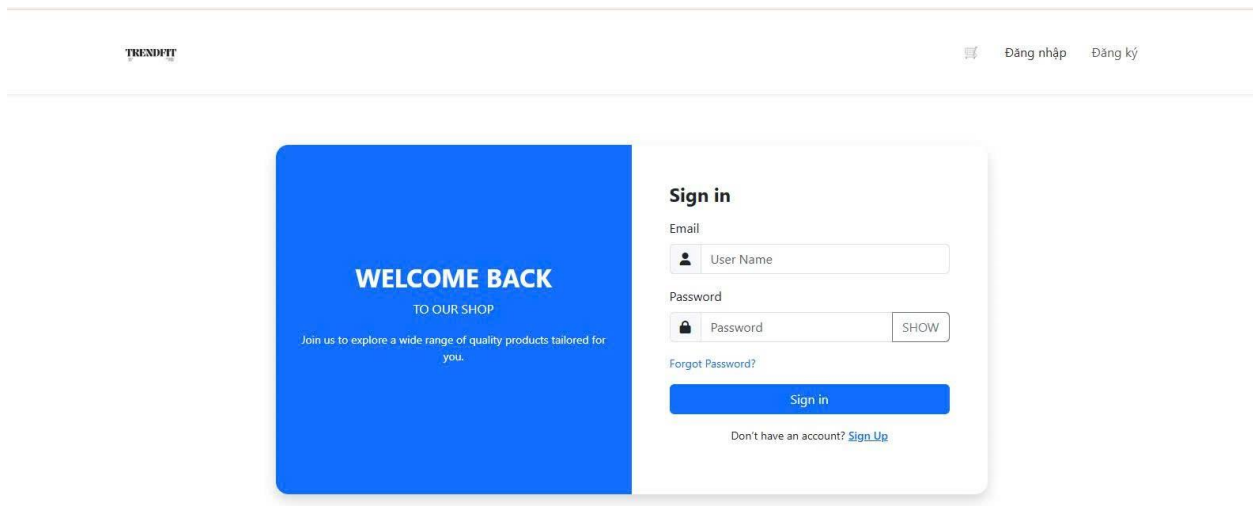 TRENDFIT
Đăng nhập Đăng ký
WELCOME BACK
TO OUR SHOP
Join us to explore a wide range of quality products tailored for
you.
Sign in
Email
User Name
Password
Password SHOW
Forgot Password?
Sign in
Don't have an account? Sign Up